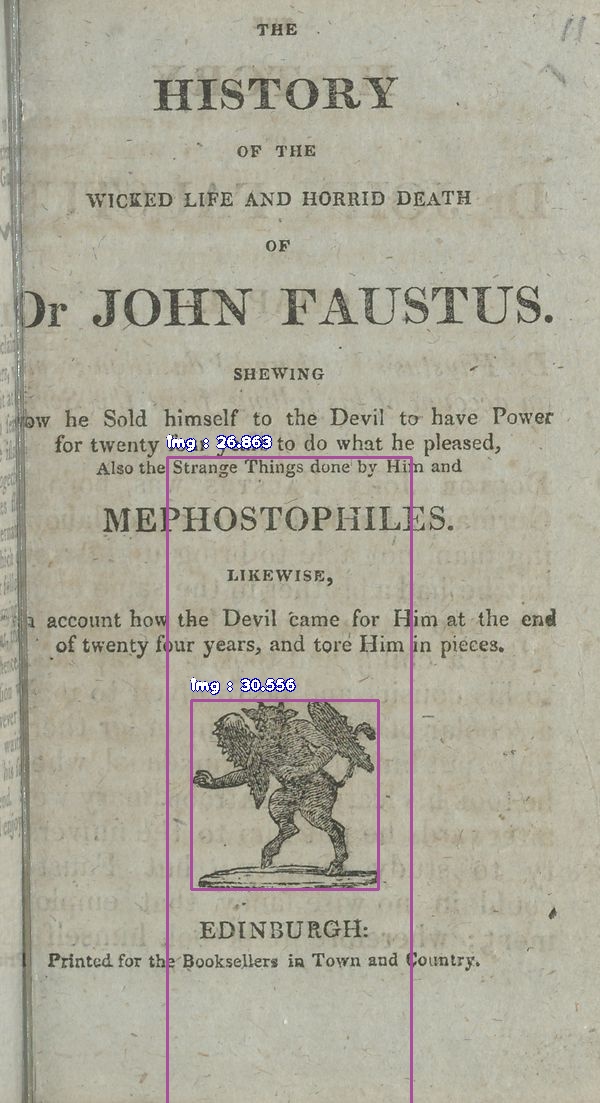 11
THE
HISTORY
OF THE
WICKED LIFE AND HORRID DEATH
OF
Dr JOHN FAUSTUS.
SHEWING
he Sold himself to the Devil to have Power
for twenty four years to do what he pleased,
img : 26.863
Also the Strange Things done by Him and
MEPHOSTOPHILES.
LIKEWISE,
account how the Devil came for Him at the end
of twenty four years, and tore Him in pieces.
img : 30.556
EDINBURGH:
Printed for the Booksellers in Town and Country.